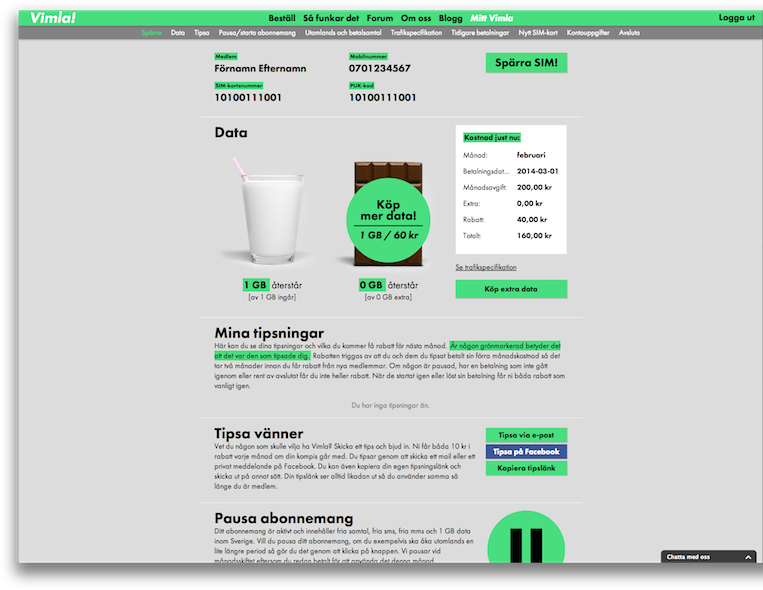 Vimla!
Beställ Så funkar det Forum Om oss Blogg Mitt Vimla
Logga ut
Spärra Data Tipsa Pausa/starta abonnemang Utomlands och betalsamtal Trafikspecifikation Tidigare betalningar Nytt SIM-kort Kontouppgifter Avsluta
Medlem
Förnamn Efternamn
Mobilnummer
0701234567
Spärra SIM!
SIM-kortsnummer
10100111001
PUK-kod
10100111001
Data
Köp
mer data!
1 GB / 60 kr
1 GB återstår
[av 1 GB ingår]
0 GB återstår
[av 0 GB extra]
Kostnad just nu:
Månad: februari
Betalningsdat... 2014-03-01
Månadsavgift 200,00 kr
Extra: 0,00 kr
Rabatt: 40,00 kr
Totalt: 160,00 kr
Se trafikspecifikation
Köp extra data
Mina tipsningar
Här kan du se dina tipsningar och vilka du kommer få rabatt för nästa månad. Är någon grönmarkerad betyder det
att det var den som tipsade dig. Rabatten triggas av att du och dem du tipsat betalt sin förra månadskostnad så det
tar två månader innan du får rabatt från nya medlemmar. Om någon är pausad, har en betalning som inte gått
igenom eller rent av avslutat får du inte heller rabatt. När de startat igen eller löst sin betalning får ni båda rabatt som
vanligt igen.
Du har inga tipsningar än.
Tipsa vänner
Vet du någon som skulle vilja ha Vimla? Skicka ett tips och bjud in. Ni får båda 10 kr i
rabatt varje månad om din kompis går med. Du tipsar genom att skicka ett mail eller ett
privat meddelande på Facebook. Du kan även kopiera din egen tipsningslänk och
skicka ut på annat sätt. Din tipslänk ser alltid likadan ut så du använder samma så
länge du är medlem.
Tipsa via e-post
Tipsa på Facebook
Kopiera tipslänk
Pausa abonnemang
Ditt abonnemang är aktivt och innehåller fria samtal, fria sms, fria mms och 1 GB data
inom Sverige. Vill du pausa ditt abonnemang, om du exempelvis ska åka utomlands en
lite längre period så gör du det genom att klicka på knappen. Vi pausar vid
månadsskiftet eftersom du redan betalt för att använda det denna månad.
Chatta med oss